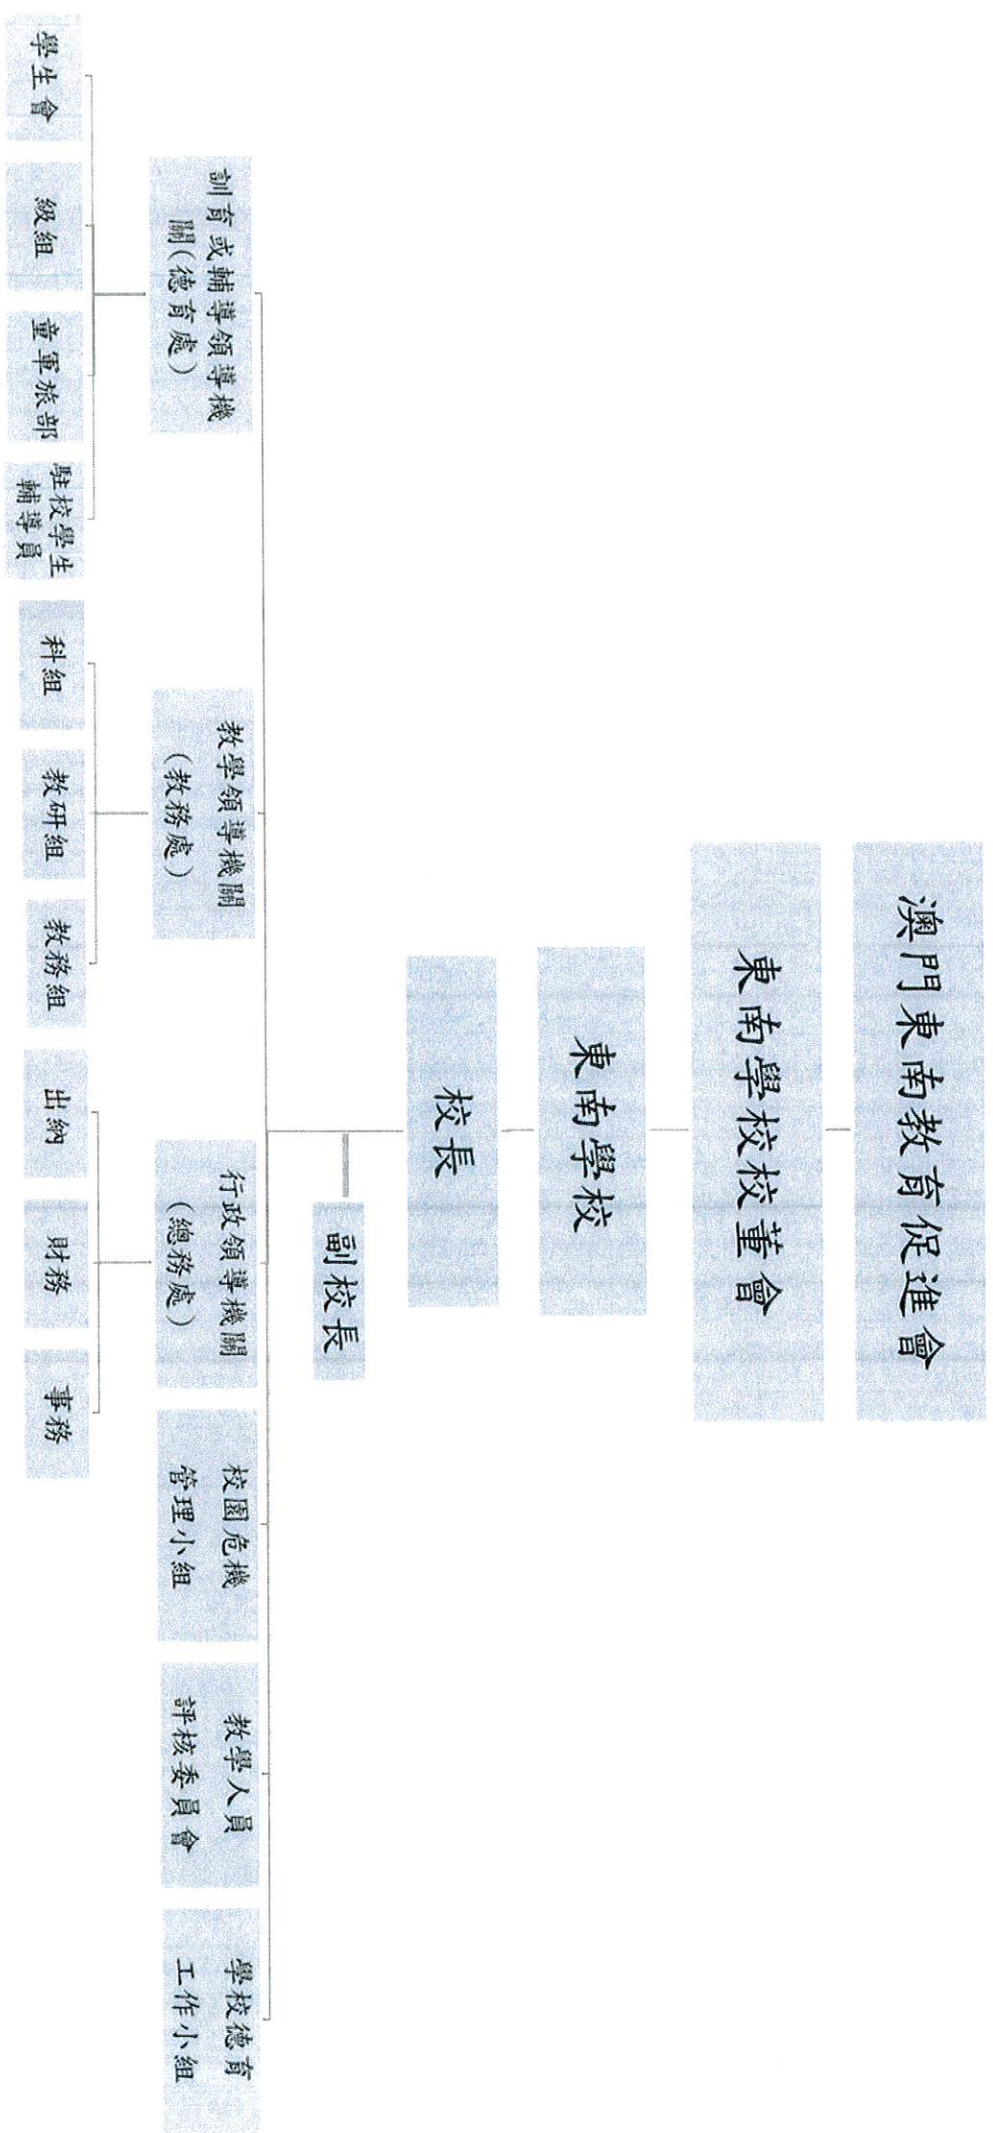 澳門東南教育促進會
東南學校校董會
東南學校
校長
副校長
訓育或輔導領導機
關(德育處)
教學領導機關
(教務處)
行政領導機關
(總務處)
校園危機
管理小組
教學人員
評核委員會
學校德育
工作小組
學生會
級組
童軍旅部
駐校學生
輔導員
科組
教研組
教務組
出納
財務
事務